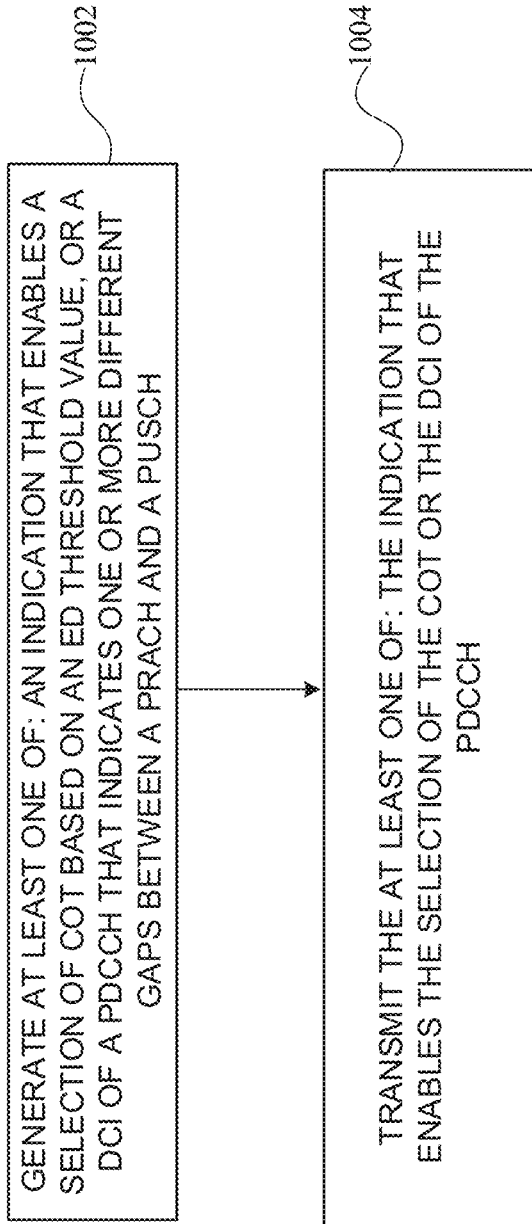 GENERATE AT LEAST ONE OF: AN INDICATION THAT ENABLES A
SELECTION OF COT BASED ON AN ED THRESHOLD VALUE, OR A
DCI OF A PDCCH THAT INDICATES ONE OR MORE DIFFERENT
GAPS BETWEEN A PRACH AND A PUSCH
1002
TRANSMIT THE AT LEAST ONE OF: THE INDICATION THAT
ENABLES THE SELECTION OF THE COT OR THE DCI OF THE
PDCCH
1004